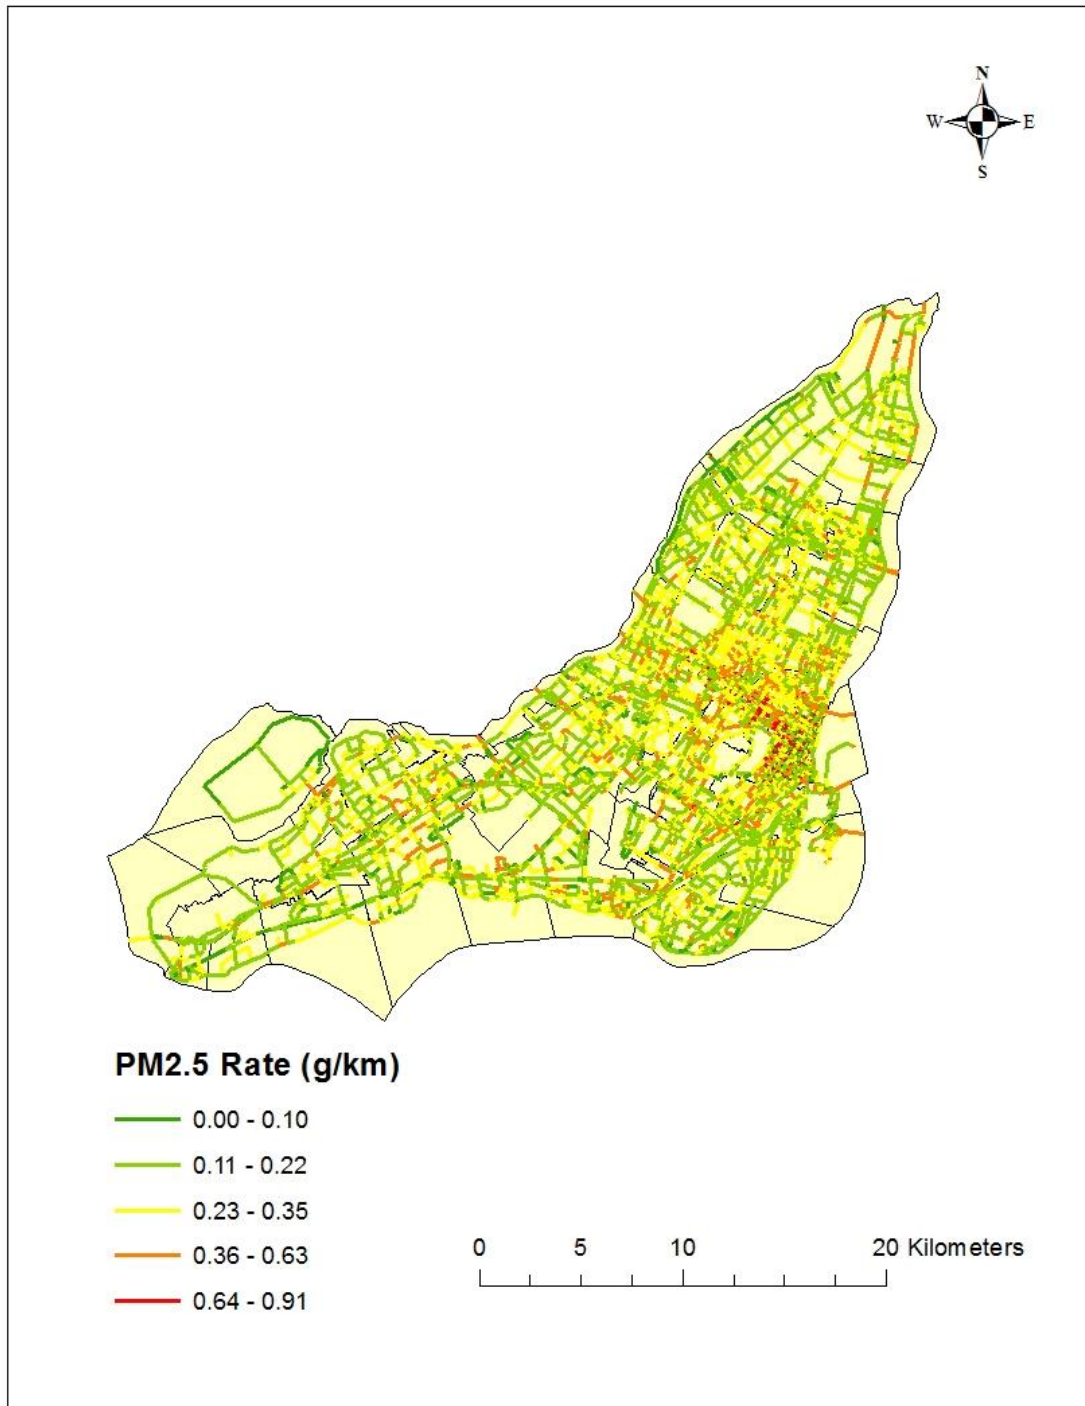 N
W E
S
PM2.5 Rate (g/km)
0.00 - 0.10
0.11 - 0.22
0.23 - 0.35
0.36 - 0.63
0.64 - 0.91
0 5 10 20 Kilometers